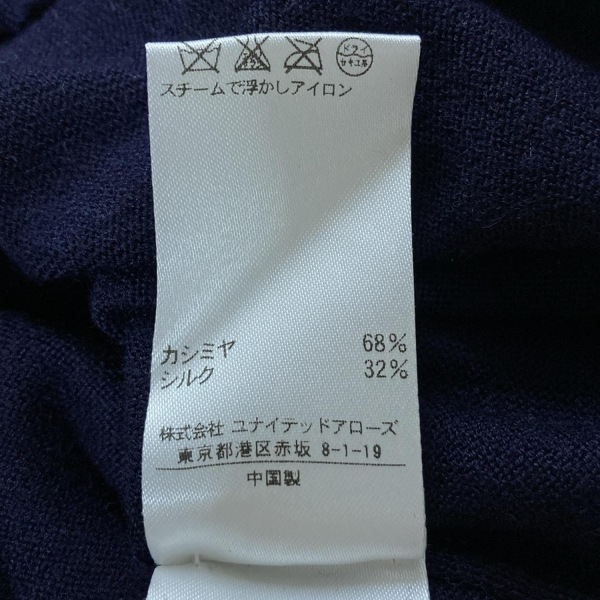 ドライ
セキユ系
スチームで浮かしアイロン
カシミヤ 68%
シルク 32%
株式会社 ユナイテッドアローズ
東京都港区赤坂 8-1-19
中国製